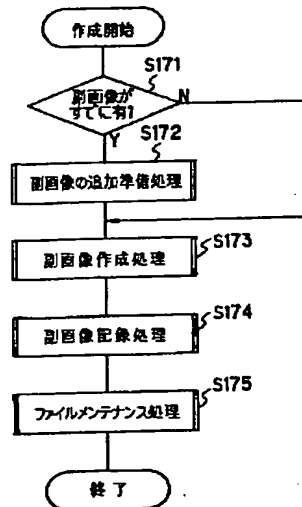 作成開始
S171
副画像が
すでに有?
N
Y
S172
副画像の追加準備処理
副画像作成処理
S173
副画像記録処理
S174
ファイルメンテナンス処理
S175
終了